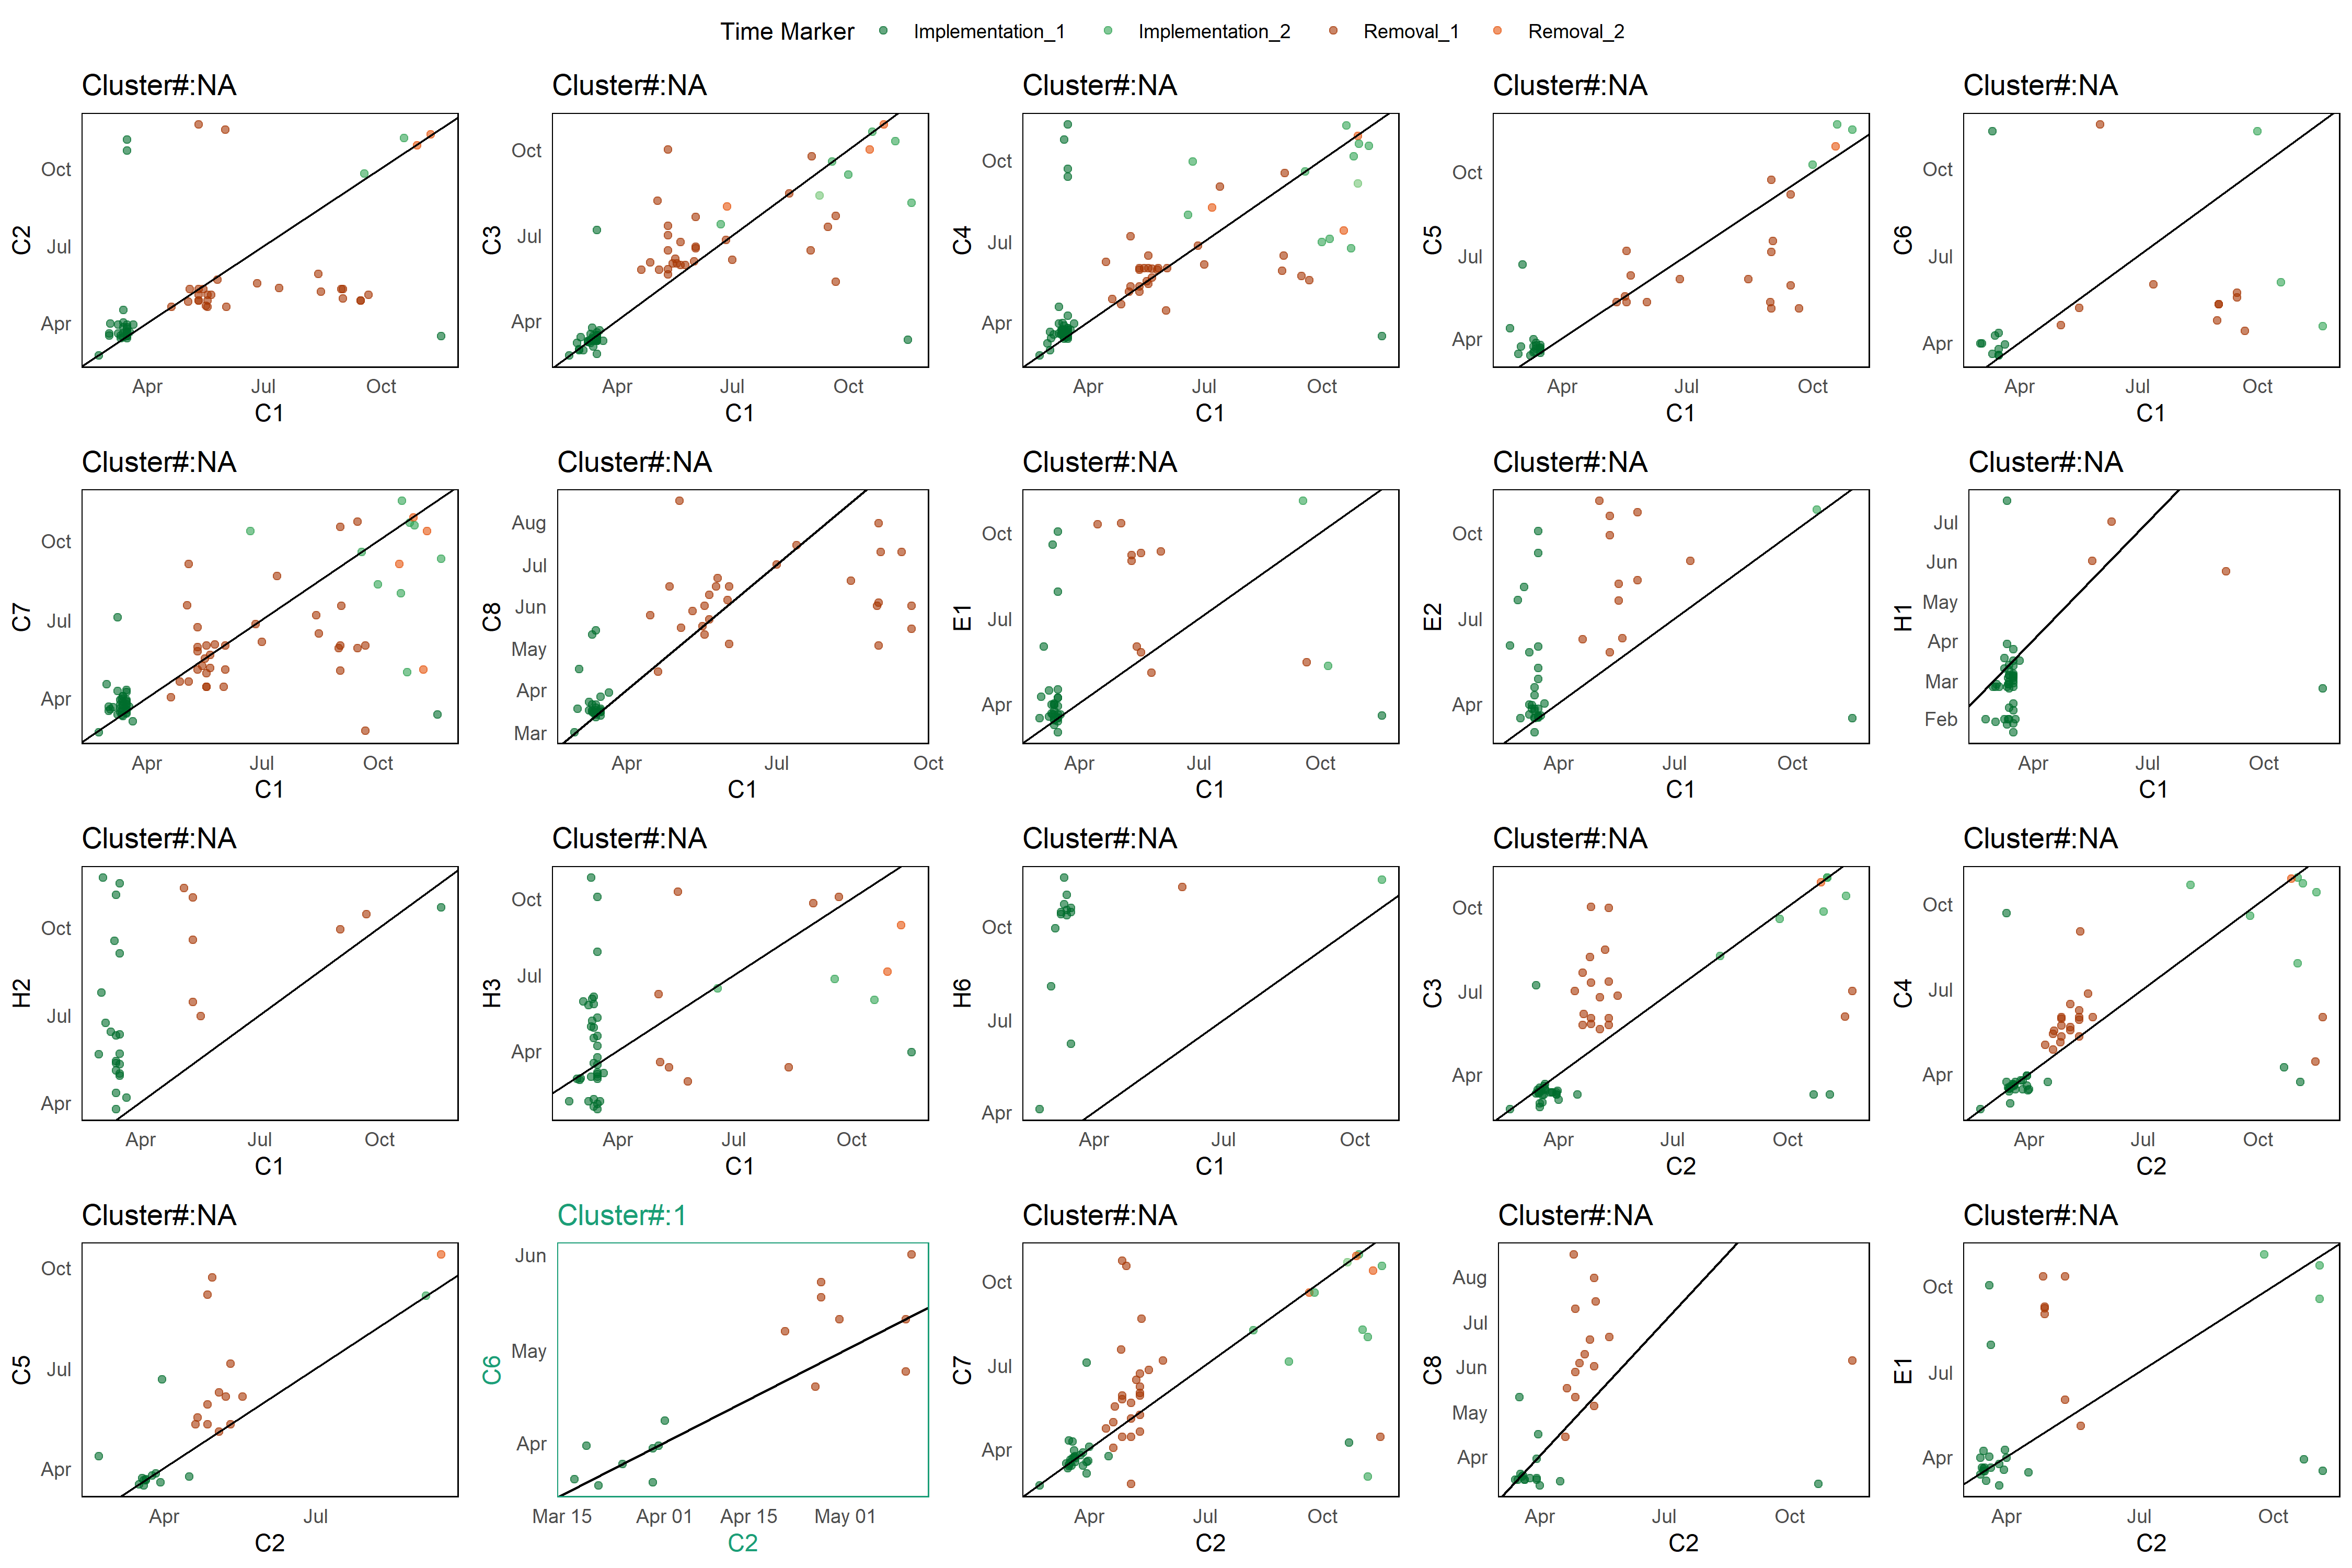 Time Marker Implementation_1 Implementation_2 Removal_1 Removal_2
Cluster#:NA Cluster#:NA Cluster#:NA Cluster#:NA Cluster#:NA
C2 Oct Jul Apr
Apr Jul Oct
C1
C3 Oct Jul Apr
Apr Jul Oct
C1
C4 Oct Jul Apr
Apr Jul Oct
C1
C5 Oct Jul Apr
Apr Jul Oct
C1
C6 Oct Jul Apr
Apr Jul Oct
C1
Cluster#:NA Cluster#:NA Cluster#:NA Cluster#:NA Cluster#:NA
C7 Oct Jul Apr
Apr Jul Oct
C1
C8 Aug Jul Jun May Apr Mar
Apr Jul Oct
C1
E1 Oct Jul Apr
Apr Jul Oct
C1
E2 Oct Jul Apr
Apr Jul Oct
C1
H1 Jul Jun May Apr Mar Feb
Apr Jul Oct
C1
Cluster#:NA Cluster#:NA Cluster#:NA Cluster#:NA Cluster#:NA
H2 Oct Jul Apr
Apr Jul Oct
C1
H3 Oct Jul Apr
Apr Jul Oct
C1
H6 Oct Jul Apr
Apr Jul Oct
C1
C3 Oct Jul Apr
Apr Jul Oct
C2
C4 Oct Jul Apr
Apr Jul Oct
C2
Cluster#:NA Cluster#:1 Cluster#:NA Cluster#:NA Cluster#:NA
C5 Oct Jul Apr
Apr Jul
C2
C6 Jun May Apr
Mar 15 Apr 01 Apr 15 May 01
C2
C7 Oct Jul Apr
Apr Jul Oct
C2
C8 Aug Jul Jun May Apr
Apr Jul Oct
C2
E1 Oct Jul Apr
Apr Jul Oct
C2